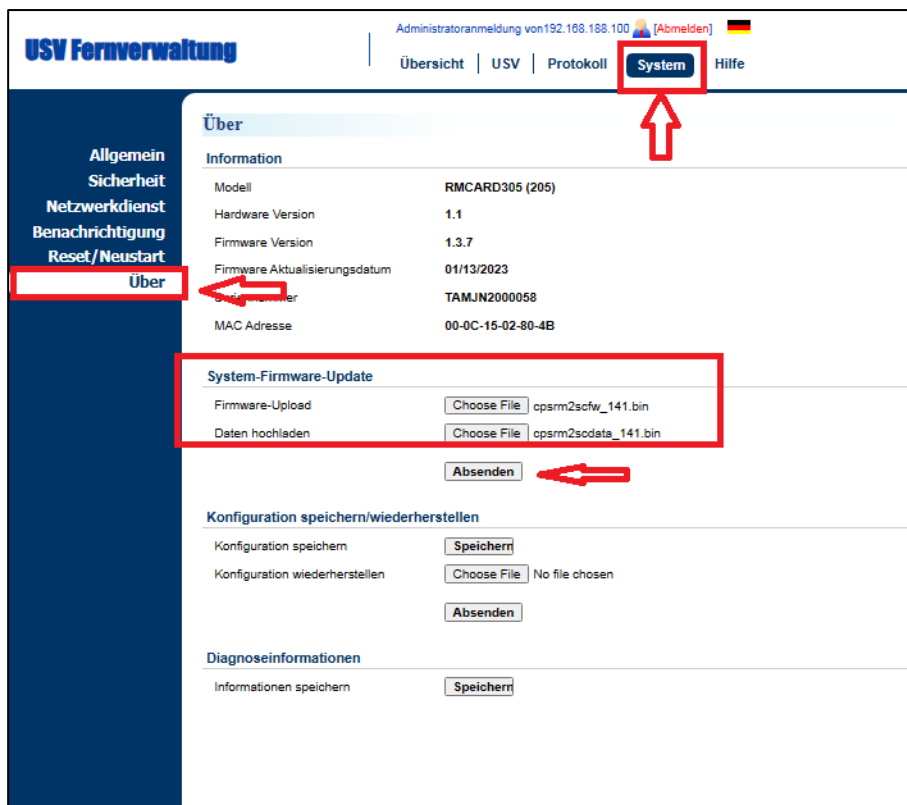 Administratoranmeldung von192.168.188.100 [Abmelden]
USV Fernverwaltung
Übersicht | USV | Protokoll System Hilfe
Allgemein
Sicherheit
Netzwerkdienst
Benachrichtigung
Reset/Neustart
Über
Über
Information
Modell RMCARD305 (205)
Hardware Version 1.1
Firmware Version 1.3.7
Firmware Aktualisierungsdatum 01/13/2023
TAMJN2000058
MAC Adresse 00-0C-15-02-80-4B
System-Firmware-Update
Firmware-Upload Choose File cpsrm2scfw_141.bin
Daten hochladen Choose File cpsrm2scdata_141.bin
Absenden
Konfiguration speichern/wiederherstellen
Konfiguration speichern Speichern
Konfiguration wiederherstellen Choose File No file chosen
Absenden
Diagnoseinformationen
Informationen speichern Speichern